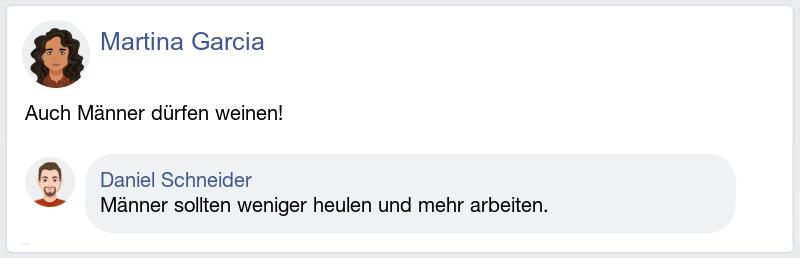 Martina Garcia
Auch Männer dürfen weinen!
Daniel Schneider
Männer sollten weniger heulen und mehr arbeiten.